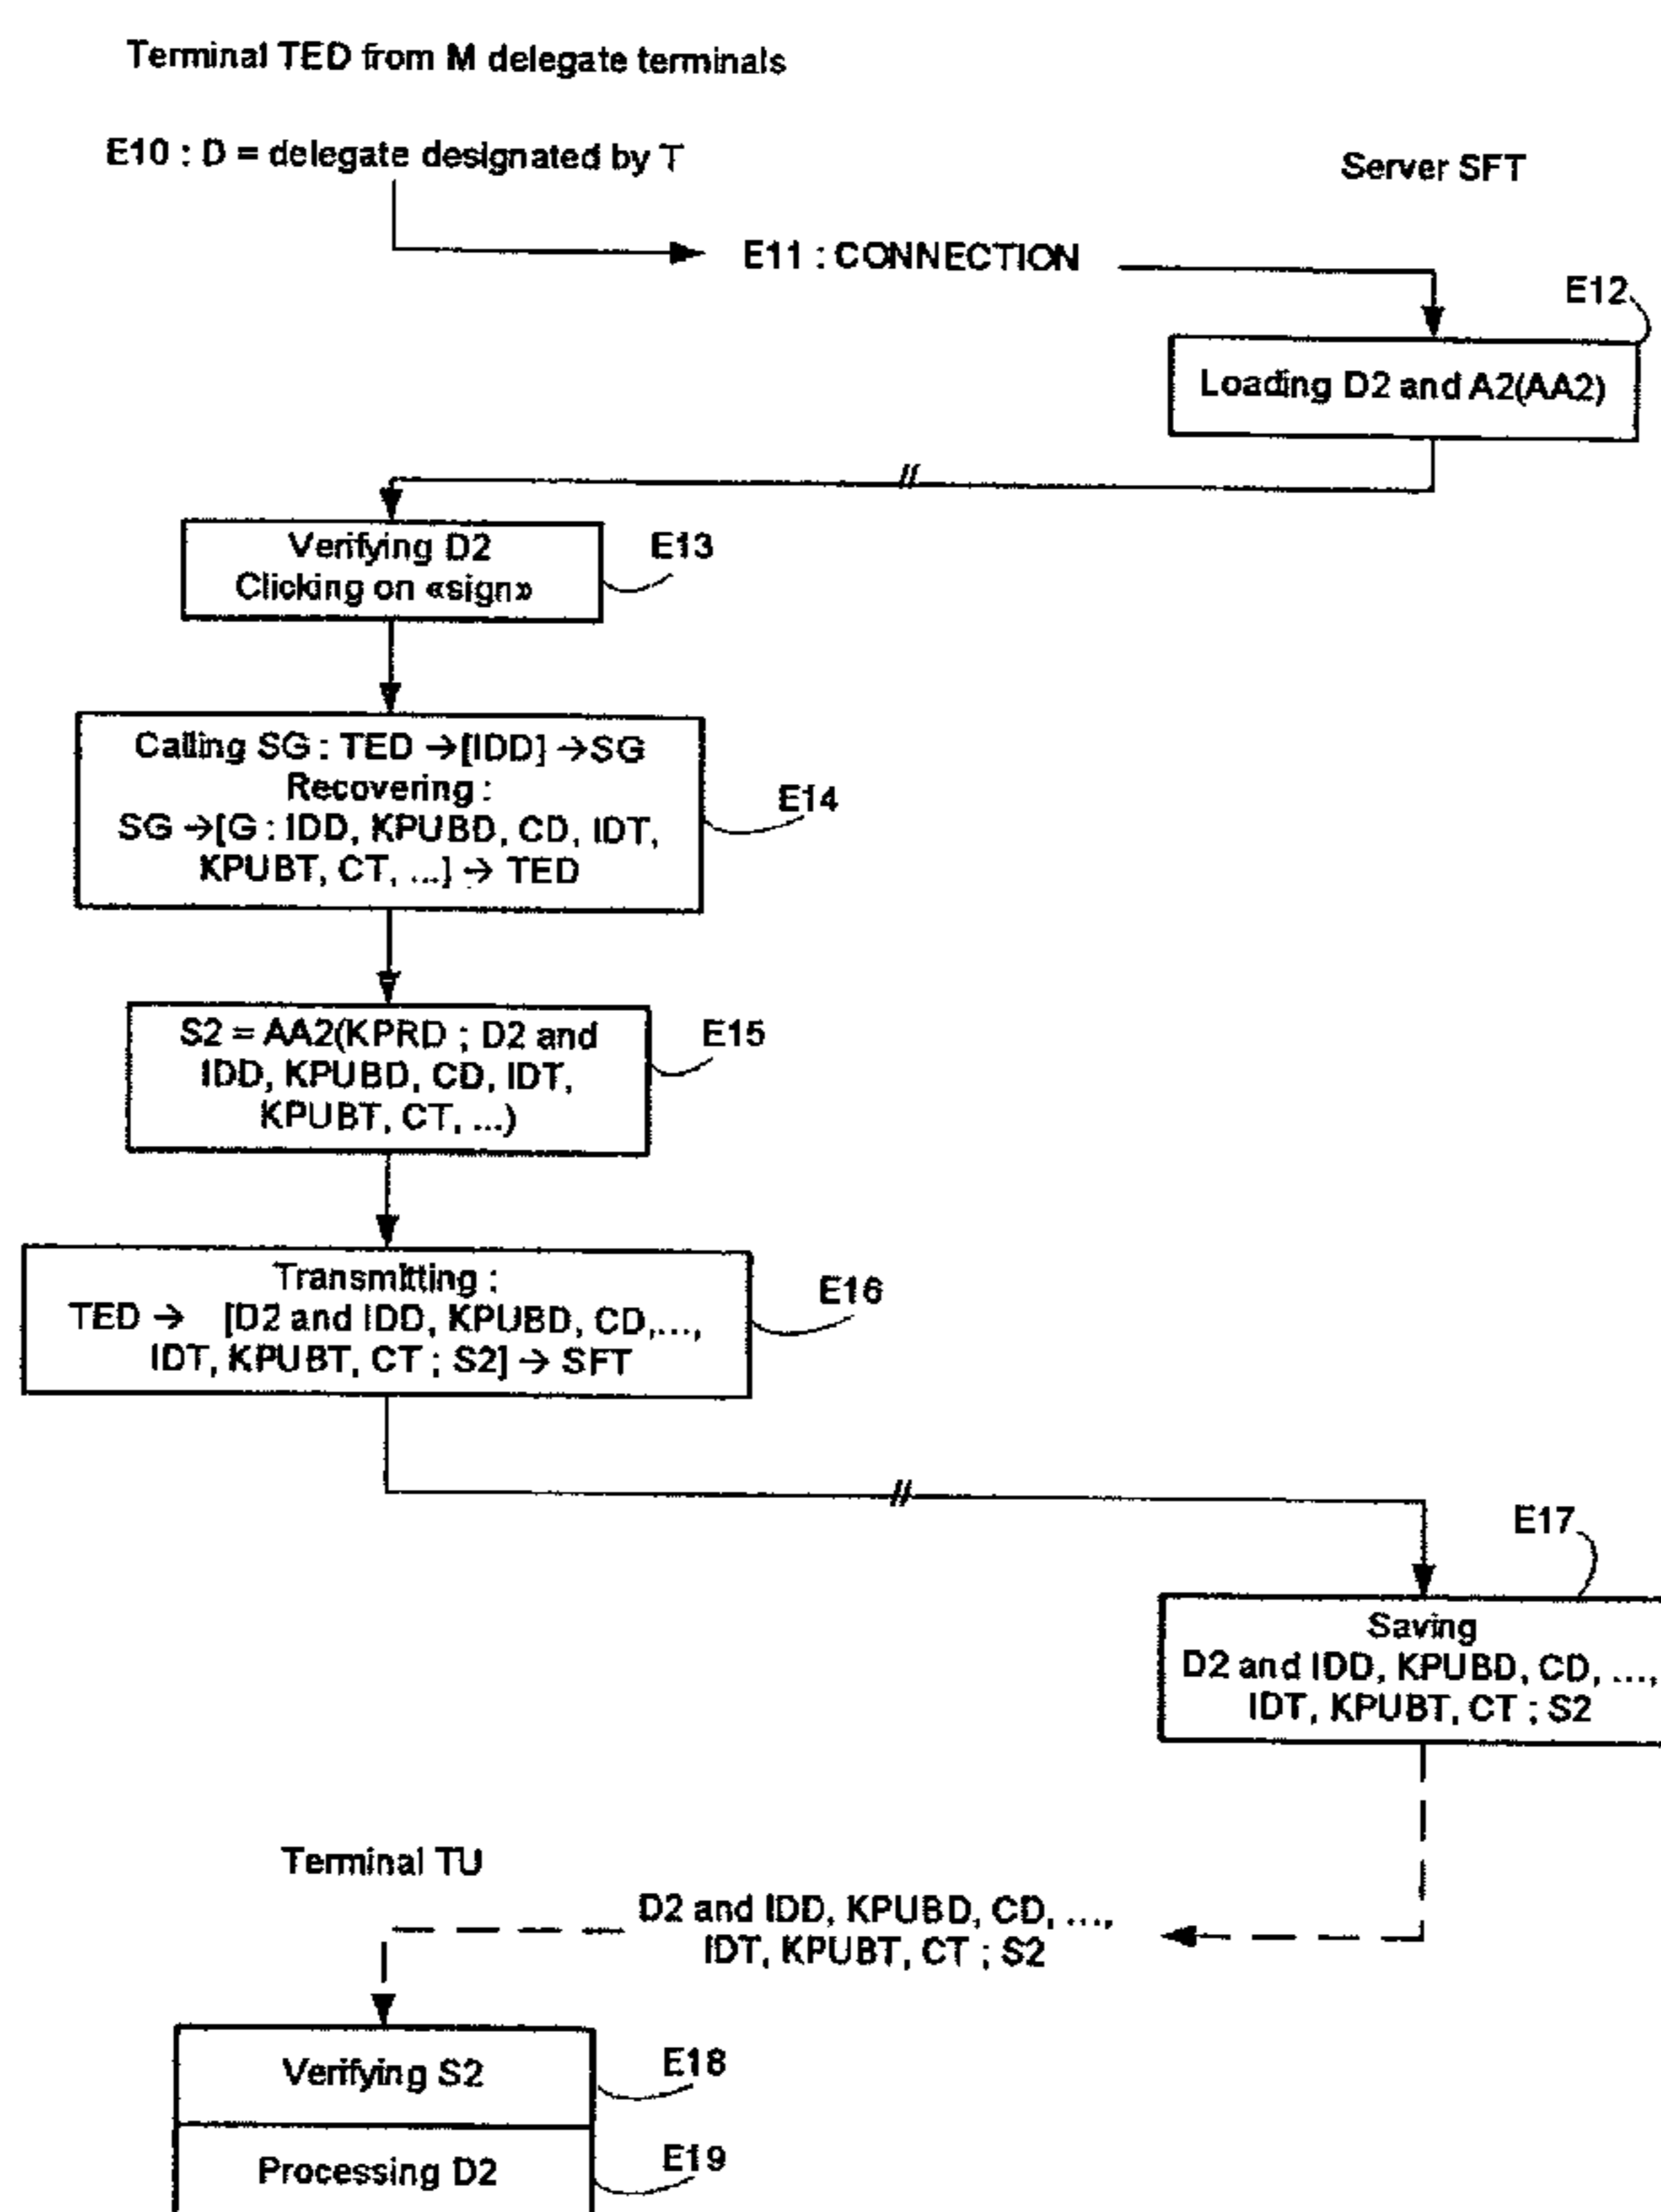 Terminal TED from M delegate terminals
E10 : D = delegate designated by T
Server SFT
E11 : CONNECTION
E12
Loading D2 and A2(AA2)
//
Verifying D2
Clicking on «sign»
E13
Calling SG : TED →[IDD] →SG
Recovering :
SG →[G : IDD, KPUBD, CD, IDT,
KPUBT, CT, ...] → TED
E14
S2 = AA2(KPRD ; D2 and
IDD, KPUBD, CD, IDT,
KPUBT, CT, ...)
E15
Transmitting :
TED → [D2 and IDD, KPUBD, CD,...,
IDT, KPUBT, CT ; S2] → SFT
E16
//
E17
Saving
D2 and IDD, KPUBD, CD, ...,
IDT, KPUBT, CT ; S2
Terminal TU
D2 and IDD, KPUBD, CD, ...,
IDT, KPUBT, CT ; S2
Verifying S2
E18
Processing D2
E19